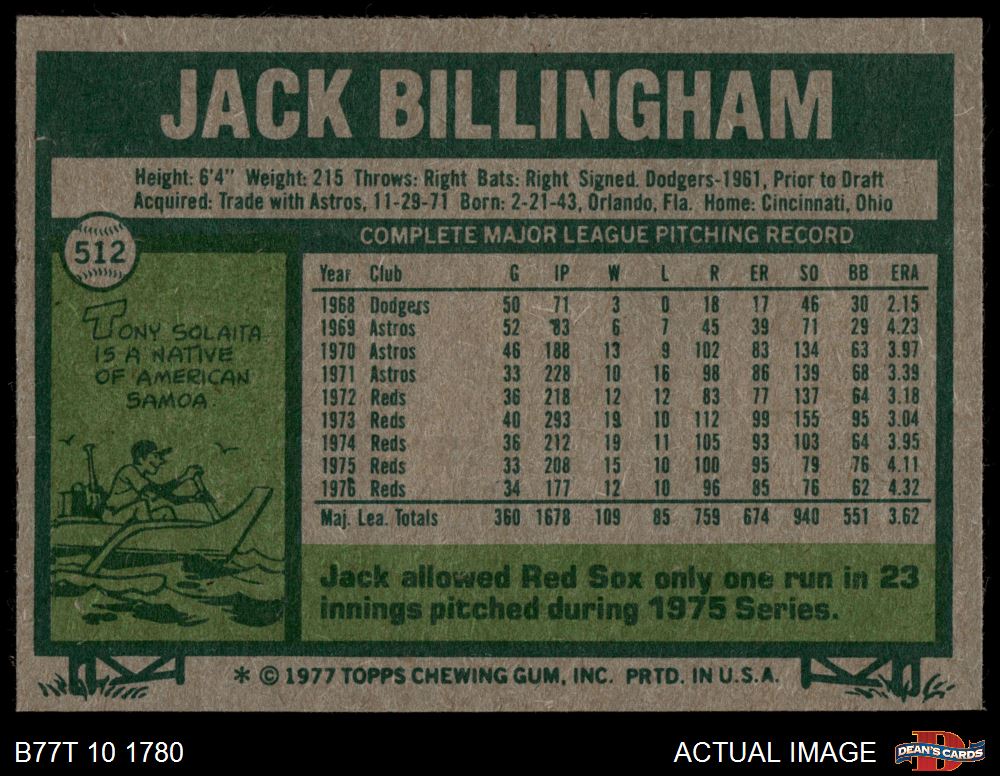 JACK BILLINGHAM
Height: 6'4" Weight: 215 Throws: Right Bats: Right Signed. Dodgers-1961, Prior to Draft
Acquired: Trade with Astros, 11-29-71 Born: 2-21-43, Orlando, Fla. Home: Cincinnati, Ohio
512
COMPLETE MAJOR LEAGUE PITCHING RECORD
Year Club G IP W L R ER SO BB ERA
1968 Dodgers 50 71 3 0 18 17 46 30 2.15
1969 Astros 52 83 6 7 45 39 71 29 4.23
1970 Astros 46 188 13 9 102 83 134 63 3.97
1971 Astros 33 228 10 16 98 86 139 68 3.39
1972 Reds 36 218 12 12 83 77 137 64 3.18
1973 Reds 40 293 19 10 112 99 155 95 3.04
1974 Reds 36 212 19 11 105 93 103 64 3.95
1975 Reds 33 208 15 10 100 95 79 76 4.11
1976 Reds 34 177 12 10 96 85 76 62 4.32
Maj. Lea. Totals 360 1678 109 85 759 674 940 551 3.62
TONY SOLAITA
IS A NATIVE
OF AMERICAN
SAMOA
Jack allowed Red Sox only one run in 23
innings pitched during 1975 Series.
* © 1977 TOPPS CHEWING GUM, INC. PRTD. IN U.S.A.
B77T 10 1780
ACTUAL IMAGE
DEAN'S CARDS